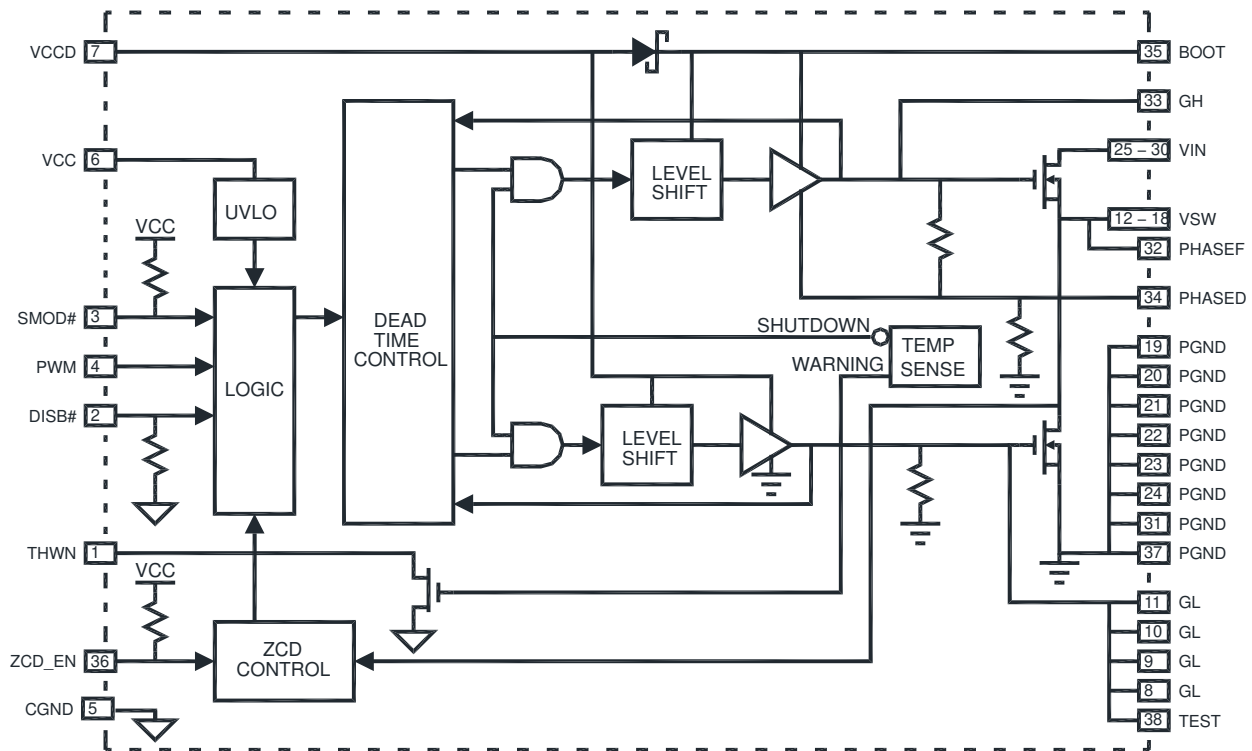 VCCD 7
35 BOOT
33 GH
VCC 6
25 – 30 VIN
LEVEL
SHIFT
UVLO
12 – 18 VSW
VCC
32 PHASEF
34 PHASED
SMOD# 3
DEAD
TIME
CONTROL
SHUTDOWN
TEMP
SENSE
19 PGND
PWM 4
WARNING
20 PGND
LOGIC
21 PGND
DISB# 2
LEVEL
SHIFT
22 PGND
23 PGND
24 PGND
31 PGND
THWN 1
37 PGND
VCC
11 GL
10 GL
ZCD_EN 36
ZCD
CONTROL
9 GL
8 GL
CGND 5
38 TEST